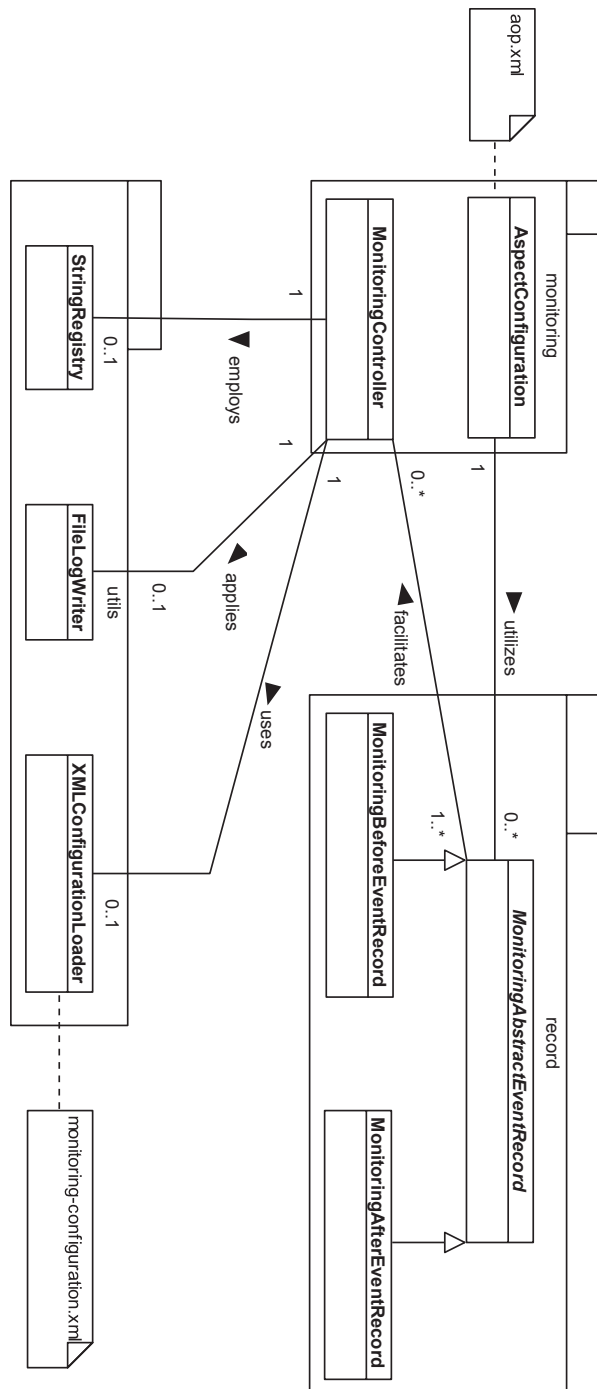 aop.xml
monitoring
AspectConfiguration
MonitoringController
1
utilizes
0..*
record
MonitoringAbstractEventRecord
0..*
facilitates
1..*
MonitoringBeforeEventRecord
MonitoringAfterEventRecord
1
employs
0..1
1
applies
0..1
1
uses
0..1
utils
StringRegistry
FileLogWriter
XMLConfigurationLoader
monitoring-configuration.xml